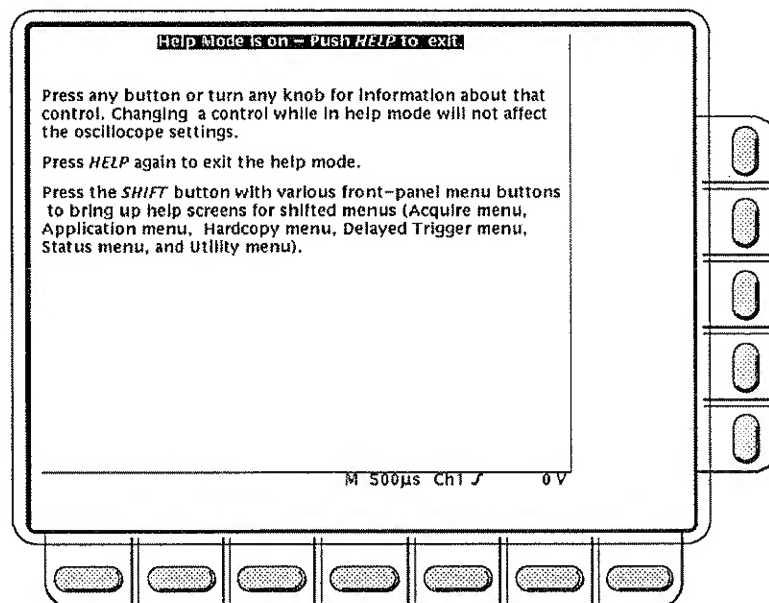 Help Mode is on – Push HELP to exit.
Press any button or turn any knob for information about that
control. Changing a control while in help mode will not affect
the oscillocope settings.
Press HELP again to exit the help mode.
Press the SHIFT button with various front–panel menu buttons
to bring up help screens for shifted menus (Acquire menu,
Application menu, Hardcopy menu, Delayed Trigger menu,
Status menu, and Utility menu).
M 500µs Ch1 ʃ 0 V